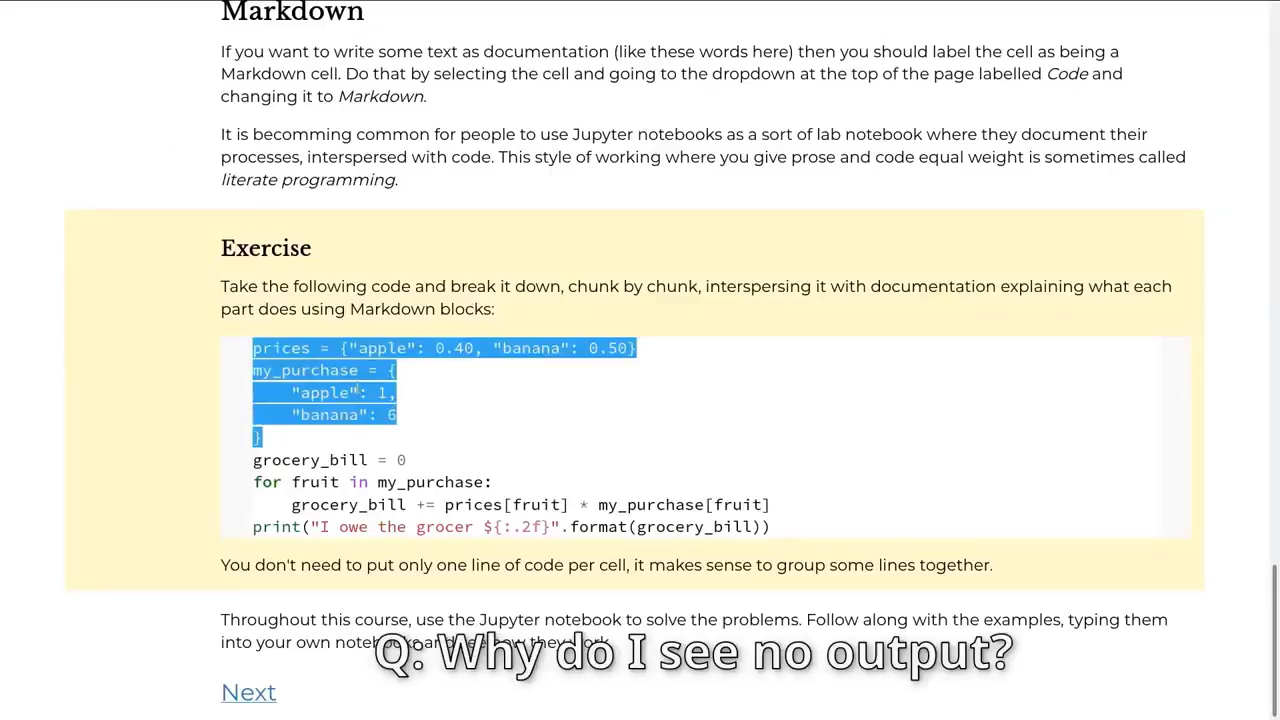 Markdown
If you want to write some text as documentation (like these words here) then you should label the cell as being a
Markdown cell. Do that by selecting the cell and going to the dropdown at the top of the page labelled Code and
changing it to Markdown.
It is becomming common for people to use Jupyter notebooks as a sort of lab notebook where they document their
processes, interspersed with code. This style of working where you give prose and code equal weight is sometimes called
literate programming.
Exercise
Take the following code and break it down, chunk by chunk, interspersing it with documentation explaining what each
part does using Markdown blocks:
prices = {"apple": 0.40, "banana": 0.50}
my_purchase = {
    "apple": 1,
    "banana": 6
}
grocery_bill = 0
for fruit in my_purchase:
    grocery_bill += prices[fruit] * my_purchase[fruit]
print("I owe the grocer ${:.2f}".format(grocery_bill))
You don't need to put only one line of code per cell, it makes sense to group some lines together.
Throughout this course, use the Jupyter notebook to solve the problems. Follow along with the examples, typing them
into your own notebooks and see how they work.
Q: Why do I see no output?
Next